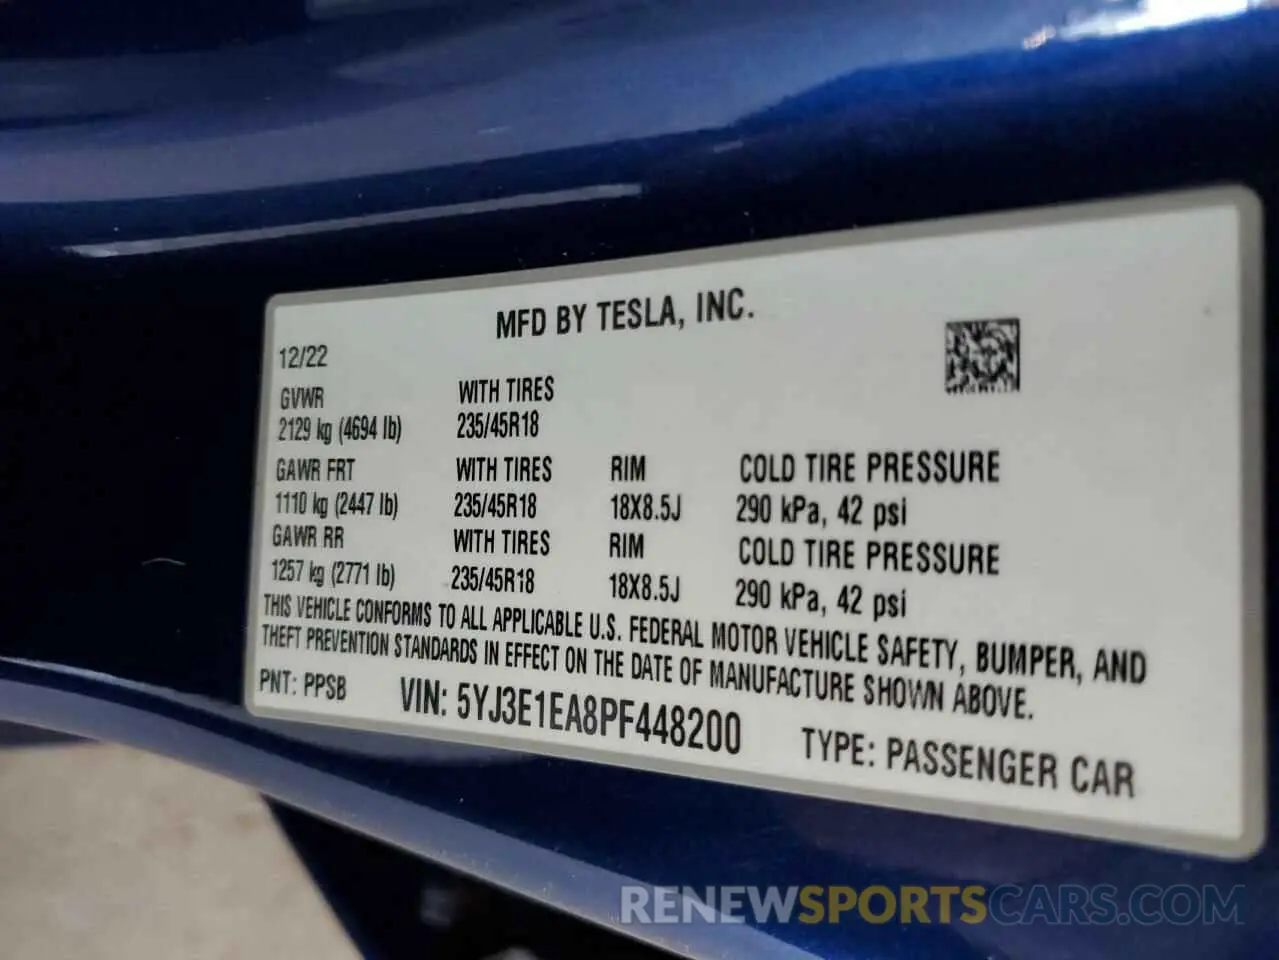 MFD BY TESLA, INC.
12/22
GVWR WITH TIRES
2129 kg (4694 lb) 235/45R18
GAWR FRT WITH TIRES RIM COLD TIRE PRESSURE
1110 kg (2447 lb) 235/45R18 18X8.5J 290 kPa, 42 psi
GAWR RR WITH TIRES RIM COLD TIRE PRESSURE
1257 kg (2771 lb) 235/45R18 18X8.5J 290 kPa, 42 psi
THIS VEHICLE CONFORMS TO ALL APPLICABLE U.S. FEDERAL MOTOR VEHICLE SAFETY, BUMPER, AND
THEFT PREVENTION STANDARDS IN EFFECT ON THE DATE OF MANUFACTURE SHOWN ABOVE.
PNT: PPSB VIN: 5YJ3E1EA8PF448200 TYPE: PASSENGER CAR
RENEWSPORTSCARS.COM